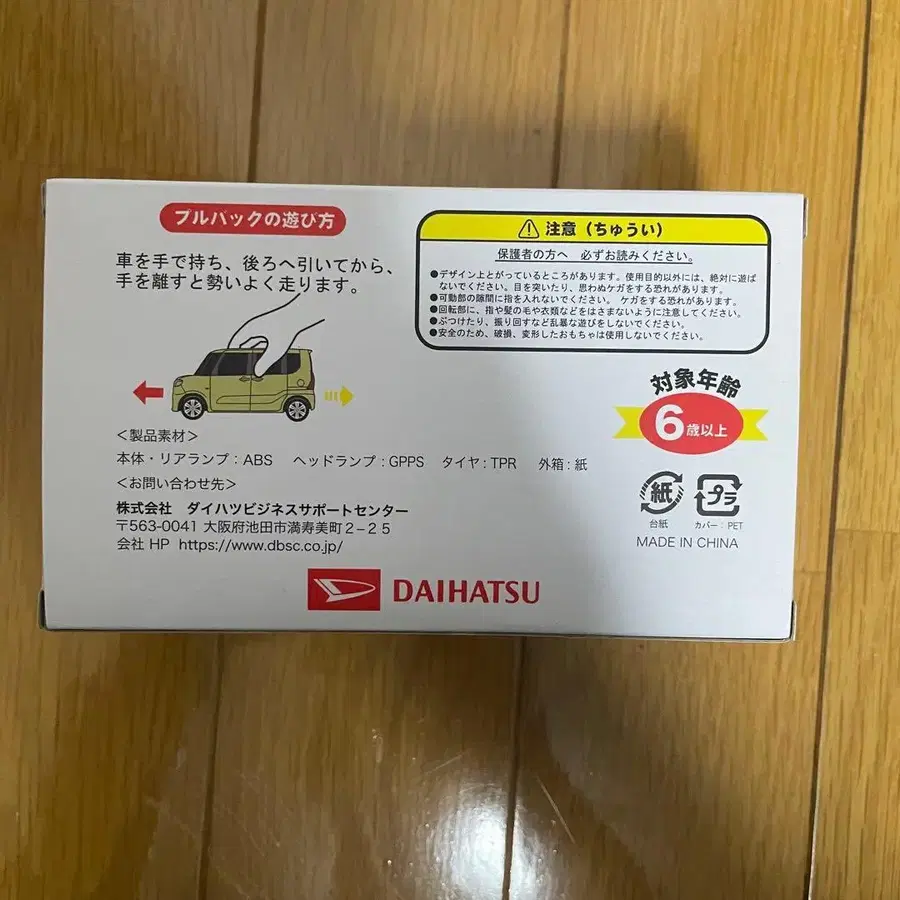 プルバックの遊び方
車を手で持ち、後ろへ引いてから、
手を離すと勢いよく走ります。
<製品素材>
本体・リアランプ：ABS ヘッドランプ：GPPS タイヤ：TPR 外箱：紙
<お問い合わせ先>
株式会社 ダイハツビジネスサポートセンター
〒563-0041 大阪府池田市満寿美町2−25
会社 HP https://www.dbsc.co.jp/
注意（ちゅうい）
保護者の方へ 必ずお読みください。
●デザイン上とがっているところがあります。使用目的以外には、絶対に遊ば
ないでください。目を突いたり、思わぬケガをする恐れがあります。
●可動部の隙間に指を入れないでください。 ケガをする恐れがあります。
●回転部に、指や髪の毛や衣類などをはさまないように注意してください。
●ぶつけたり、振り回すなど乱暴な遊びをしないでください。
●安全のため、破損、変形したおもちゃは使用しないでください。
対象年齢
6歳以上
紙
プラ
台紙
カバー：PET
MADE IN CHINA
DAIHATSU